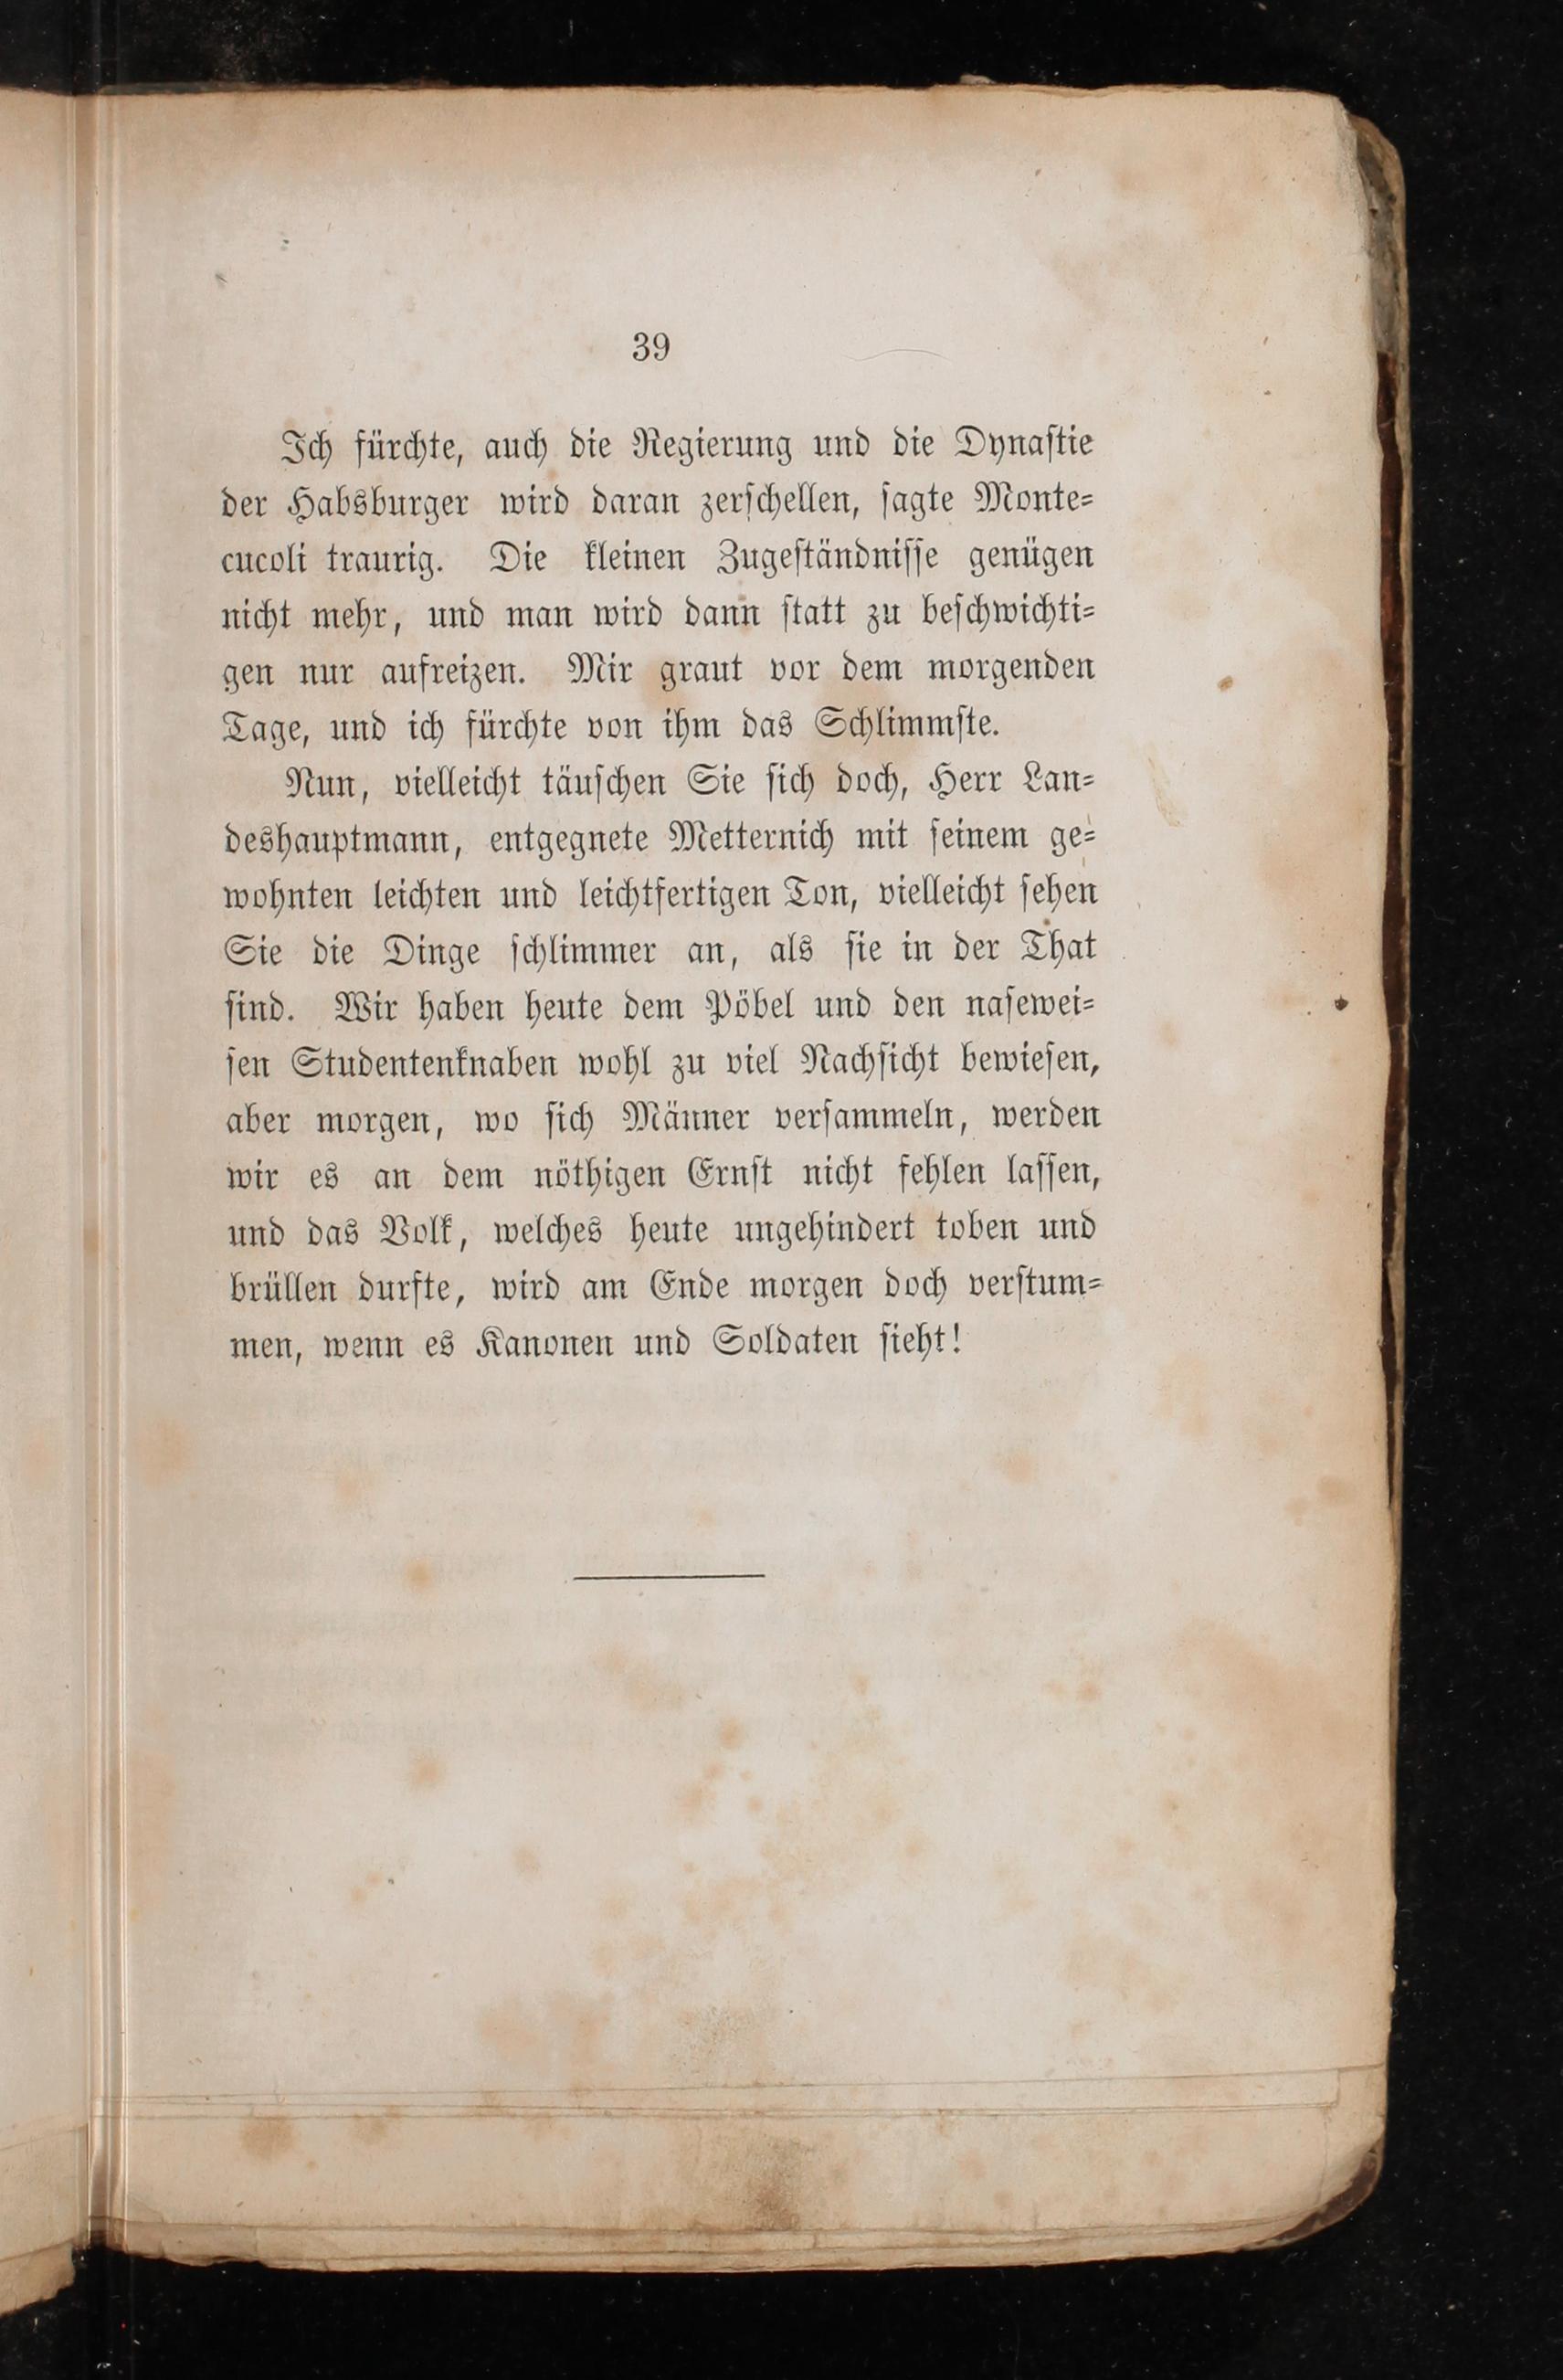 39
Ich fürchte, auch die Regierung und die Dynaſtie
der Habsburger wird daran zerſchellen, ſagte Monte⸗
cucoli traurig. Die kleinen Zugeſtändniſſe genügen
nicht mehr, und man wird dann ſtatt zu beſchwichti⸗
gen nur aufreizen. Mir graut vor dem morgenden
Tage, und ich fürchte von ihm das Schlimmſte.
Nun, vielleicht täuſchen Sie ſich doch, Herr Lan⸗
deshauptmann, entgegnete Metternich mit ſeinem ge⸗
wohnten leichten und leichtfertigen Ton, vielleicht ſehen
Sie die Dinge ſchlimmer an, als ſie in der That
ſind. Wir haben heute dem Pöbel und den naſewei⸗
ſen Studentenknaben wohl zu viel Nachſicht bewieſen,
aber morgen, wo ſich Männer verſammeln, werden
wir es an dem nöthigen Ernſt nicht fehlen laſſen,
und das Volk, welches heute ungehindert toben und
brüllen durfte, wird am Ende morgen doch verſtum⸗
men, wenn es Kanonen und Soldaten ſieht!